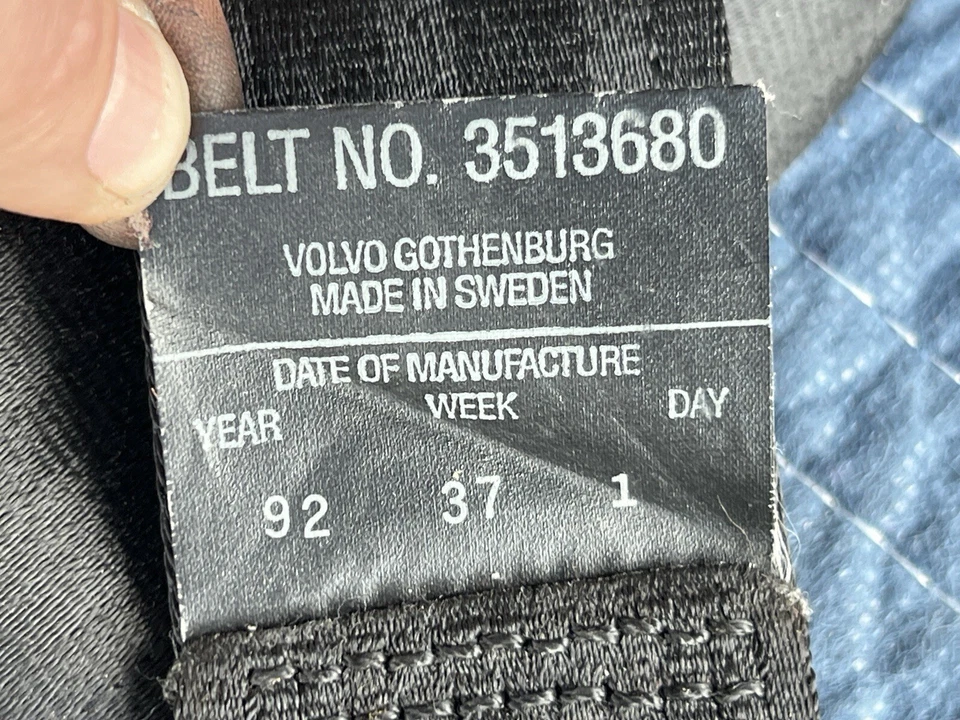 BELT NO. 3513680
VOLVO GOTHENBURG
MADE IN SWEDEN
DATE OF MANUFACTURE
YEAR WEEK DAY
92 37 1